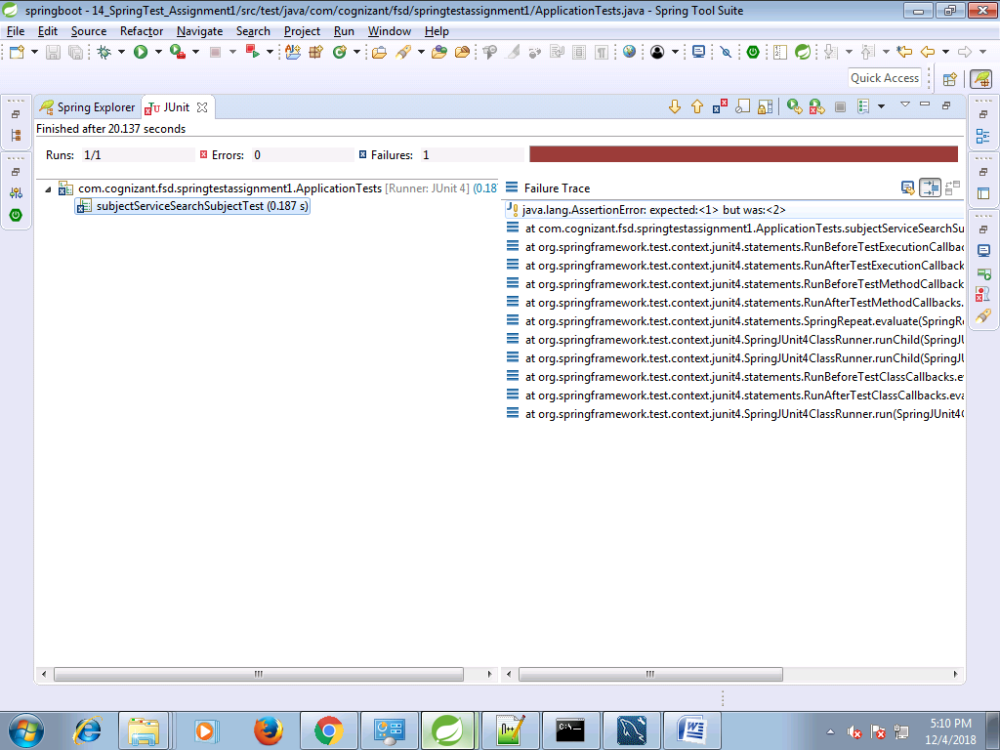 springboot - 14_SpringTest_Assignment1/src/test/java/com/cognizant/fsd/springtestassignment1/ApplicationTests.java - Spring Tool Suite
File Edit Source Refactor Navigate Search Project Run Window Help
Quick Access
Spring Explorer JUnit
Finished after 20.137 seconds
Runs: 1/1 Errors: 0 Failures: 1
com.cognizant.fsd.springtestassignment1.ApplicationTests [Runner: JUnit 4] (0.18
subjectServiceSearchSubjectTest (0.187 s)
Failure Trace
java.lang.AssertionError: expected:<1> but was:<2>
at com.cognizant.fsd.springtestassignment1.ApplicationTests.subjectServiceSearchSu
at org.springframework.test.context.junit4.statements.RunBeforeTestExecutionCallbac
at org.springframework.test.context.junit4.statements.RunAfterTestExecutionCallback
at org.springframework.test.context.junit4.statements.RunBeforeTestMethodCallback
at org.springframework.test.context.junit4.statements.RunAfterTestMethodCallbacks.
at org.springframework.test.context.junit4.statements.SpringRepeat.evaluate(SpringRe
at org.springframework.test.context.junit4.SpringJUnit4ClassRunner.runChild(SpringJU
at org.springframework.test.context.junit4.SpringJUnit4ClassRunner.runChild(SpringJU
at org.springframework.test.context.junit4.statements.RunBeforeTestClassCallbacks.ev
at org.springframework.test.context.junit4.statements.RunAfterTestClassCallbacks.eva
at org.springframework.test.context.junit4.SpringJUnit4ClassRunner.run(SpringJUnit4C
5:10 PM
12/4/2018